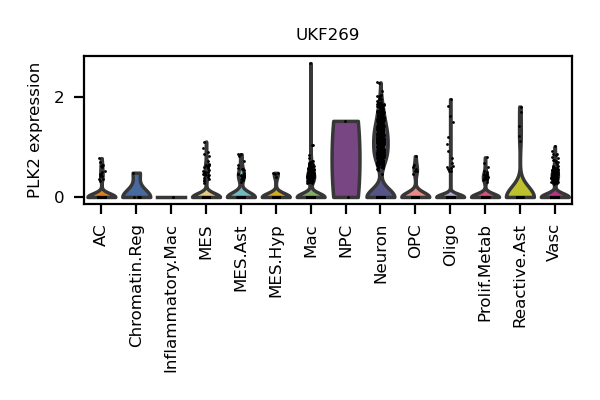 UKF269
PLK2 expression
2
0
AC
Chromatin.Reg
Inflammatory.Mac
MES
MES.Ast
MES.Hyp
Mac
NPC
Neuron
OPC
Oligo
Prolif.Metab
Reactive.Ast
Vasc